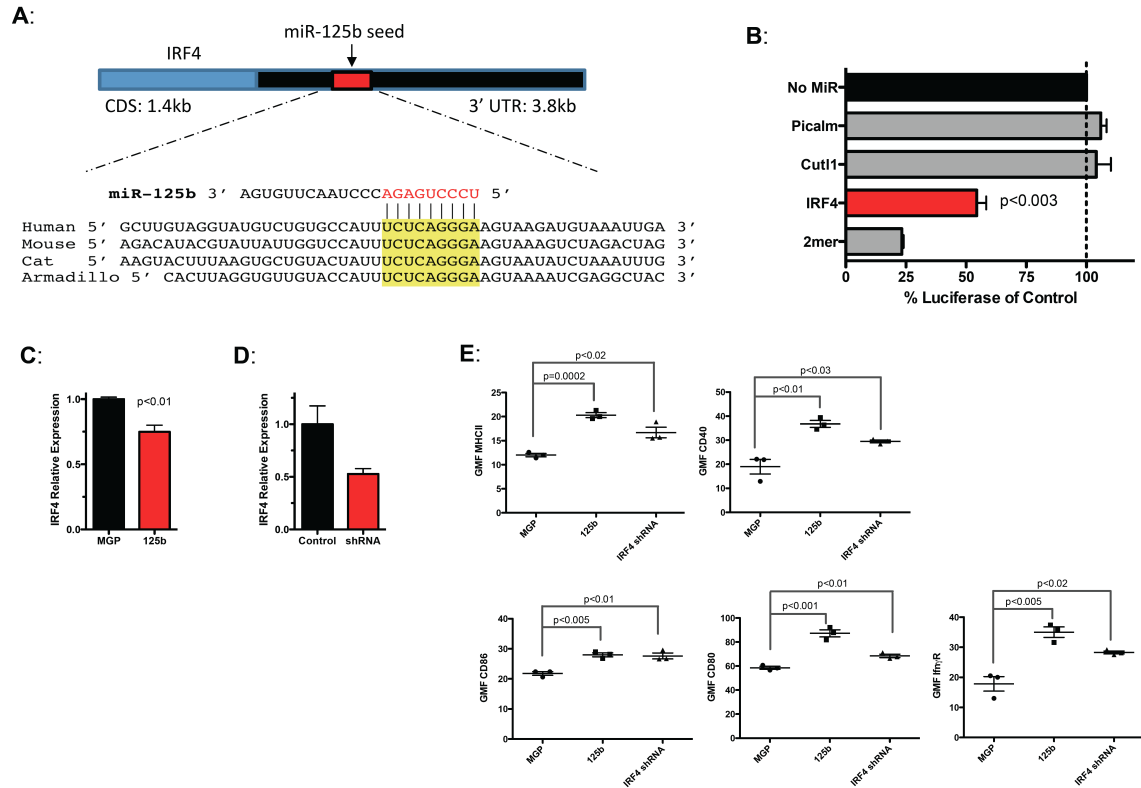 A:
miR-125b seed
IRF4
CDS: 1.4kb 3' UTR: 3.8kb
miR-125b 3' AGUGUUCAAUCCCAGAGUCCCU 5'
Human 5' GCUUGUAGGUAUGUCUGUGCCAUUUCUCAGGGAAGUAAGAUGUAAAUUGA 3'
Mouse 5' AGACAUACGUAUUAUUGUGACCAUUUCUCAGGGAAGUAAAGUCUAGACUAG 3'
Cat 5' AAGUACUUUAAGUGCUGUACUAUUUCUCAGGGAAGUAAUAUCUAAAUUUG 3'
Armadillo 5' CACUUAGGUGUUGUACCAUUUCUCAGGGAAGUAAAAUCGAGGCUAC 3'
B:
No MiR
Picalm
Cutl1
IRF4
p<0.003
2mer
0 25 50 75 100
% Luciferase of Control
C:
IRF4 Relative Expression
1.0
0.5
0.0
p<0.01
MGP 125b
D:
IRF4 Relative Expression
1.0
0.5
0.0
Control shRNA
E:
p<0.02
p=0.0002
GMF MHCII
25
20
15
10
5
0
MGP
125b
IRF4 shRNA
p<0.03
p<0.01
GMF CD40
50
40
30
20
10
0
MGP
125b
IRF4 shRNA
p<0.01
p<0.005
GMF CD86
40
30
20
10
0
MGP
125b
IRF4 shRNA
p<0.01
p<0.001
GMF CD80
100
80
60
40
20
0
MGP
125b
IRF4 shRNA
p<0.02
p<0.005
GMF IfnγR
40
30
20
10
0
MGP
125b
IRF4 shRNA